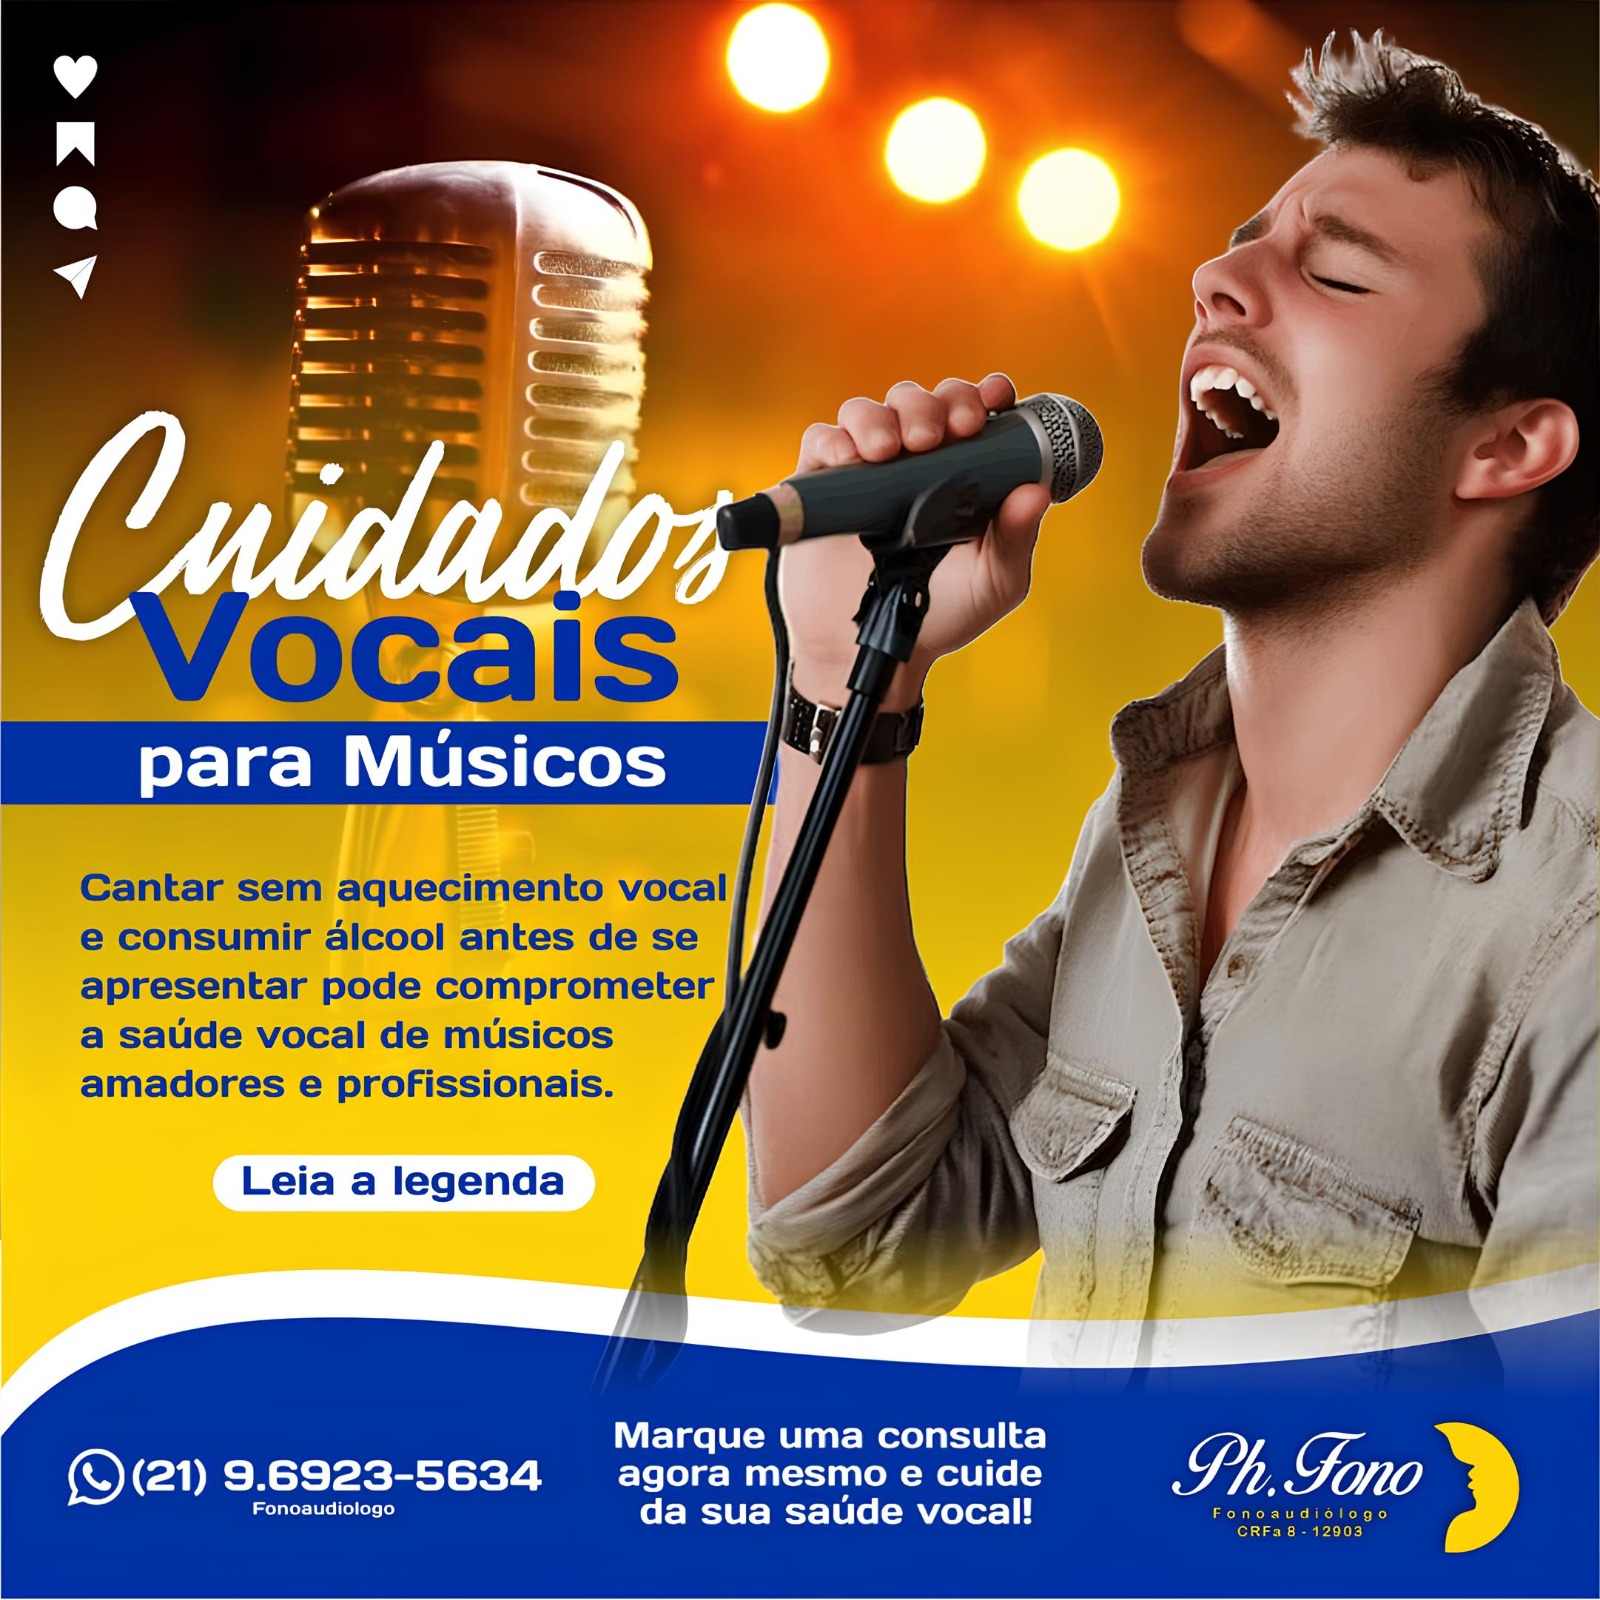 Cuidados
Vocais
para Músicos
Cantar sem aquecimento vocal
e consumir álcool antes de se
apresentar pode comprometer
a saúde vocal de músicos
amadores e profissionais.
Leia a legenda
(21) 9.6923-5634
Fonoaudiologo
Marque uma consulta
agora mesmo e cuide
da sua saúde vocal!
Ph. Fono
Fonoaudiólogo
CRFa 8 - 12903